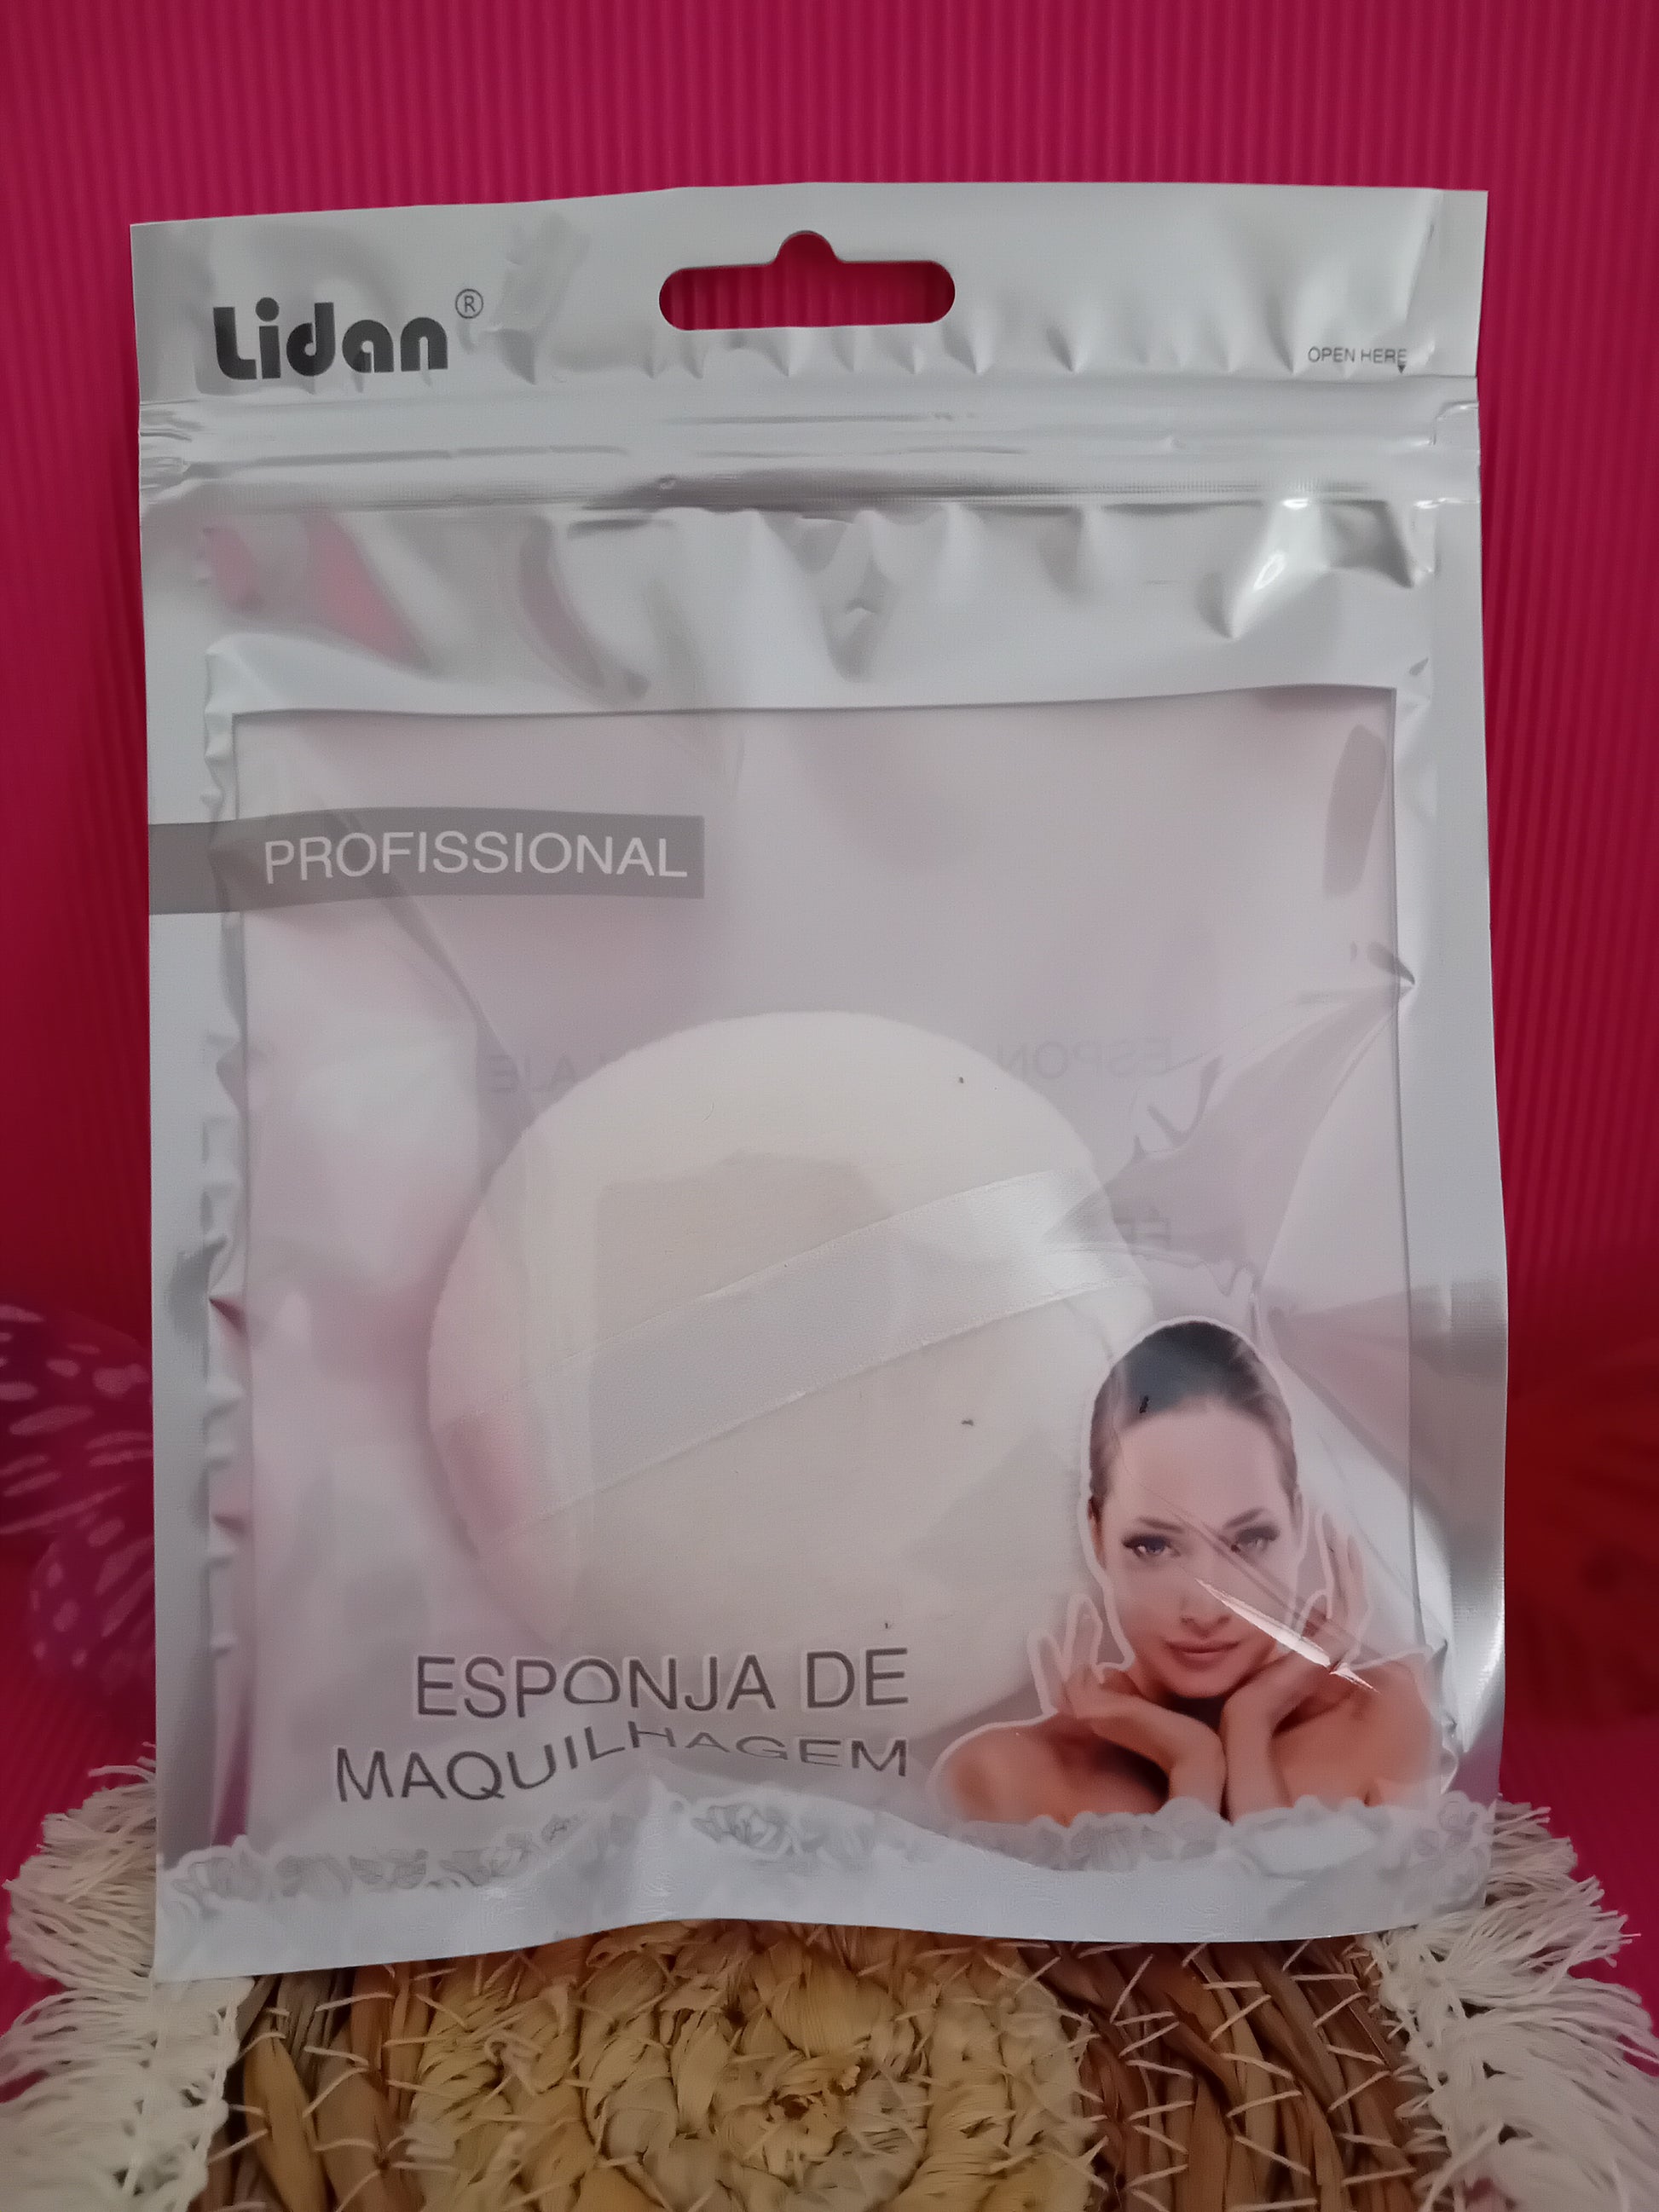 Lidan®
OPEN HERE
PROFISSIONAL
ESPONJA DE
MAQUILHAGEM